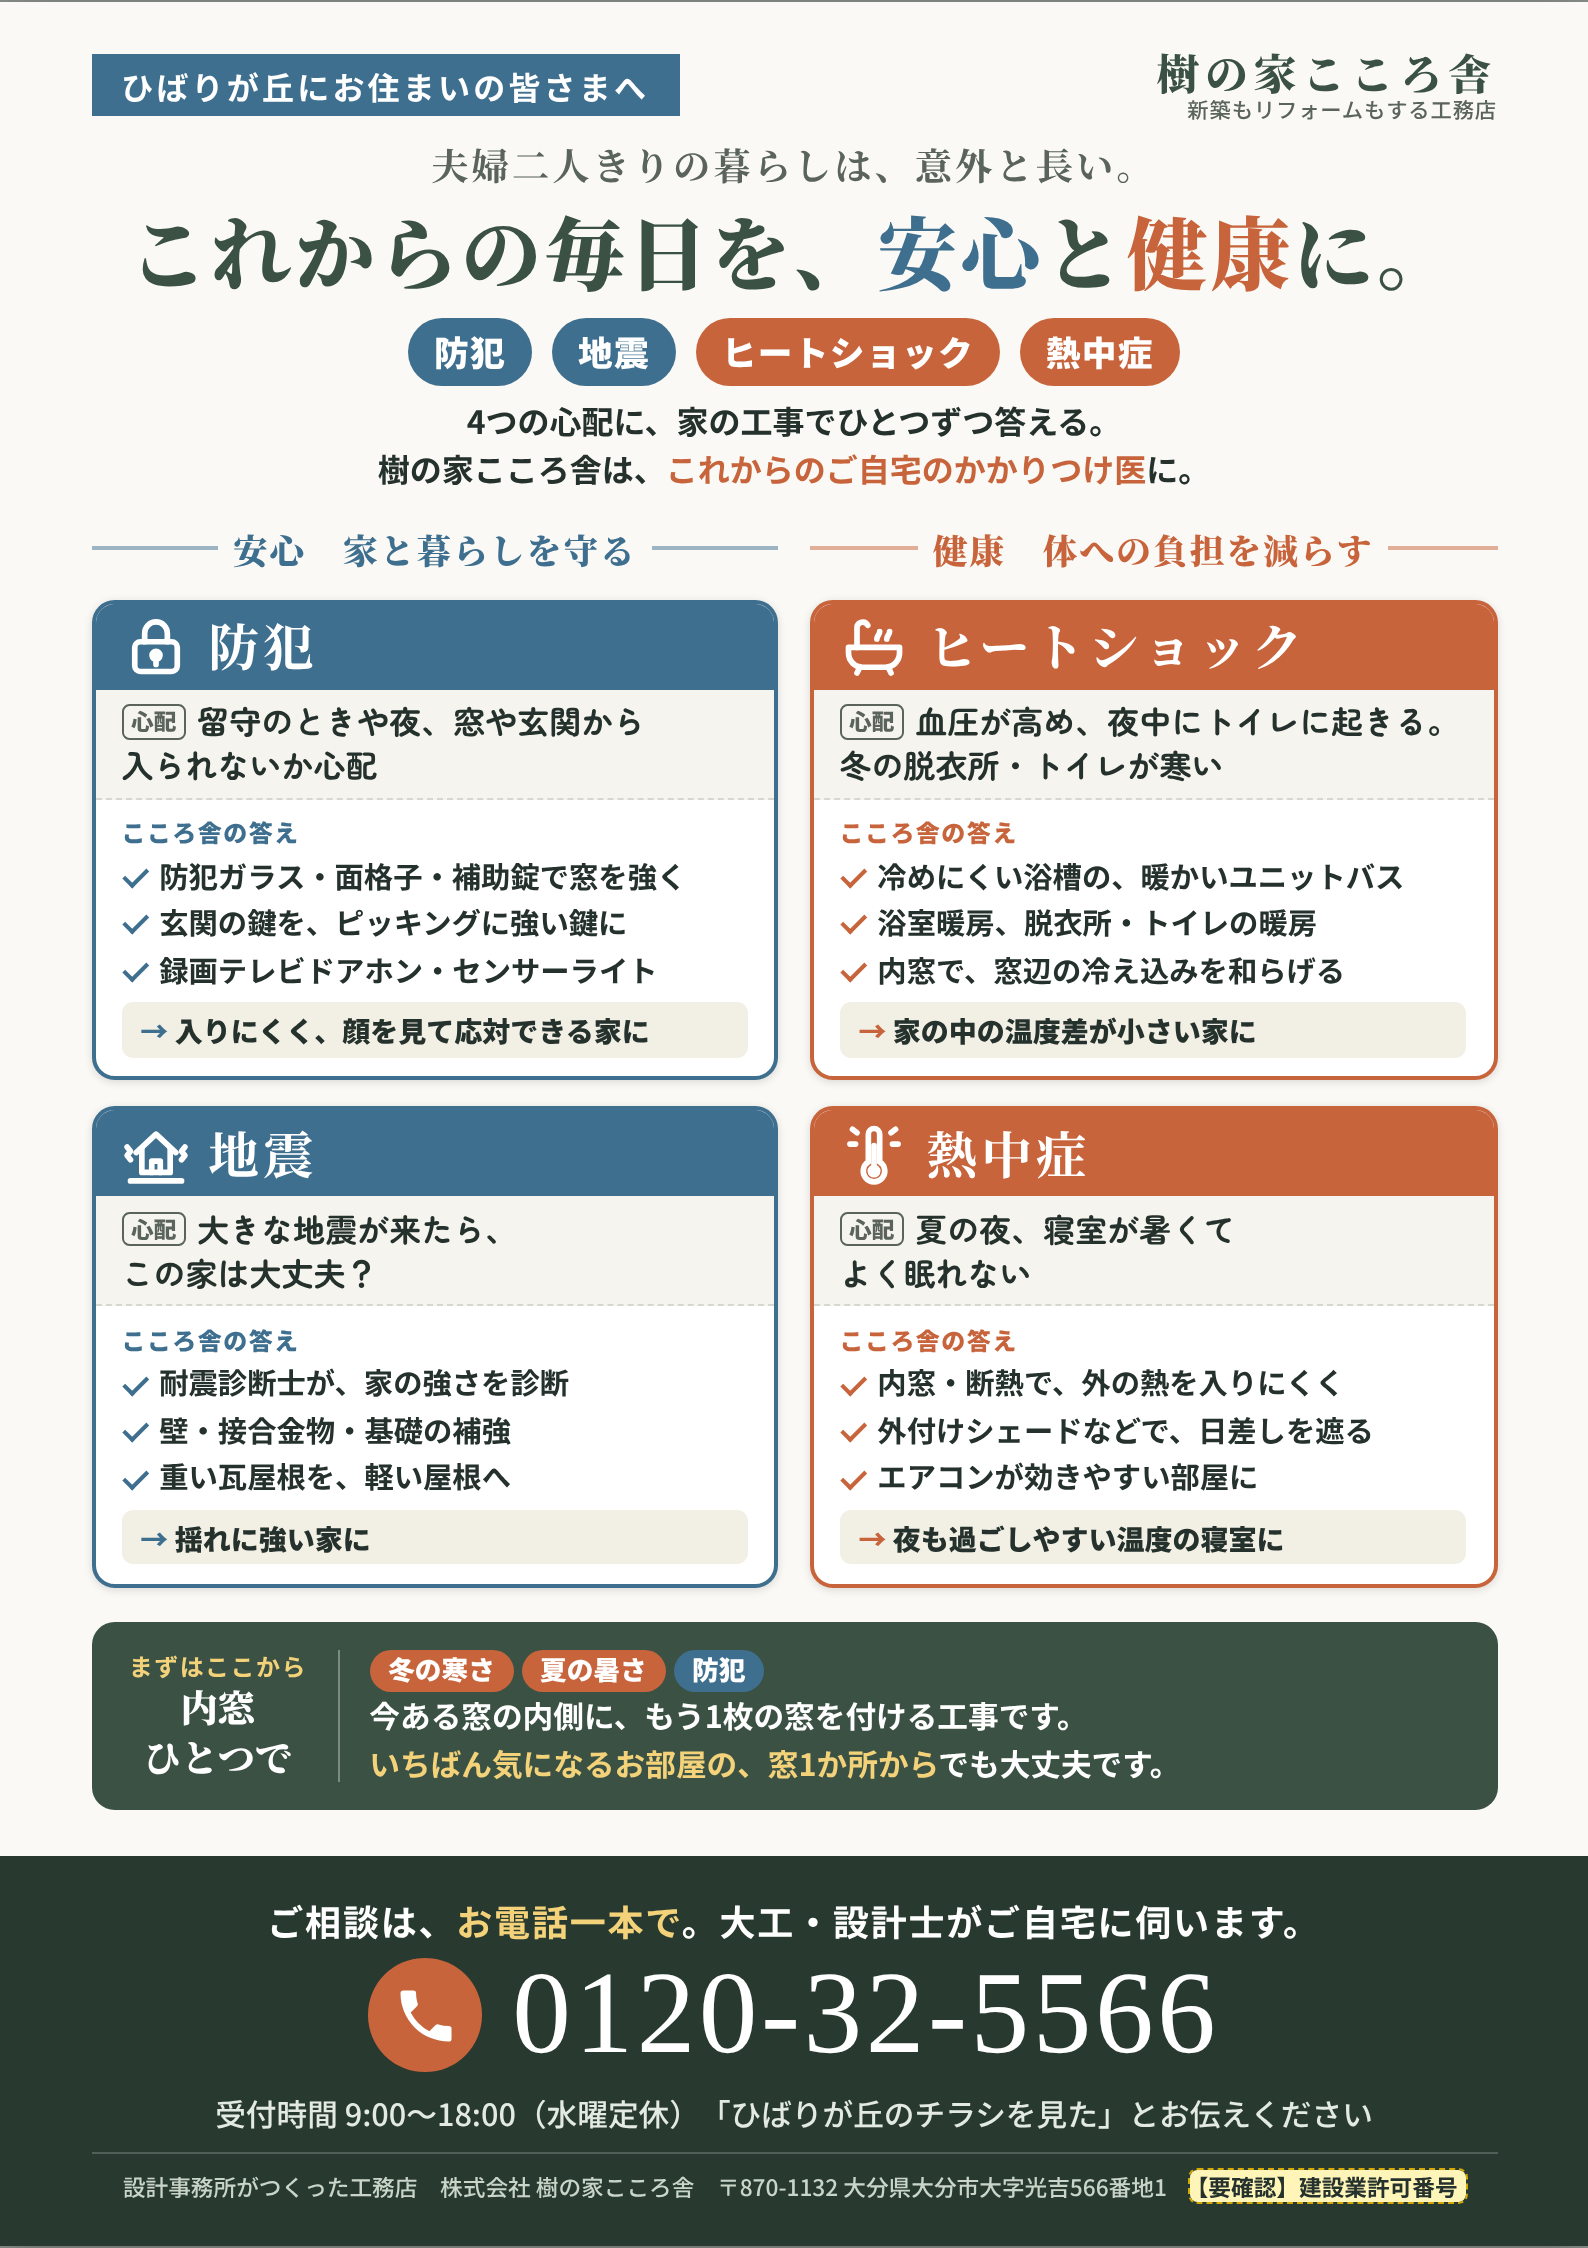 ひばりが丘にお住まいの皆さまへ
樹の家こころ舎
新築もリフォームもする工務店
夫婦二人きりの暮らしは、意外と長い。
これからの毎日を、安心と健康に。
防犯 地震 ヒートショック 熱中症
4つの心配に、家の工事でひとつずつ答える。
樹の家こころ舎は、これからのご自宅のかかりつけ医に。
安心　家と暮らしを守る
防犯
心配 留守のときや夜、窓や玄関から
入られないか心配
こころ舎の答え
防犯ガラス・面格子・補助錠で窓を強く
玄関の鍵を、ピッキングに強い鍵に
録画テレビドアホン・センサーライト
→ 入りにくく、顔を見て応対できる家に
地震
心配 大きな地震が来たら、
この家は大丈夫？
こころ舎の答え
耐震診断士が、家の強さを診断
壁・接合金物・基礎の補強
重い瓦屋根を、軽い屋根へ
→ 揺れに強い家に
健康　体への負担を減らす
ヒートショック
心配 血圧が高め、夜中にトイレに起きる。
冬の脱衣所・トイレが寒い
こころ舎の答え
冷めにくい浴槽の、暖かいユニットバス
浴室暖房、脱衣所・トイレの暖房
内窓で、窓辺の冷え込みを和らげる
→ 家の中の温度差が小さい家に
熱中症
心配 夏の夜、寝室が暑くて
よく眠れない
こころ舎の答え
内窓・断熱で、外の熱を入りにくく
外付けシェードなどで、日差しを遮る
エアコンが効きやすい部屋に
→ 夜も過ごしやすい温度の寝室に
まずはここから
内窓
ひとつで
冬の寒さ 夏の暑さ 防犯
今ある窓の内側に、もう1枚の窓を付ける工事です。
いちばん気になるお部屋の、窓1か所からでも大丈夫です。
ご相談は、お電話一本で。大工・設計士がご自宅に伺います。
0120-32-5566
受付時間 9:00〜18:00（水曜定休）「ひばりが丘のチラシを見た」とお伝えください
設計事務所がつくった工務店　株式会社 樹の家こころ舎　〒870-1132 大分県大分市大字光吉566番地1　【要確認】建設業許可番号